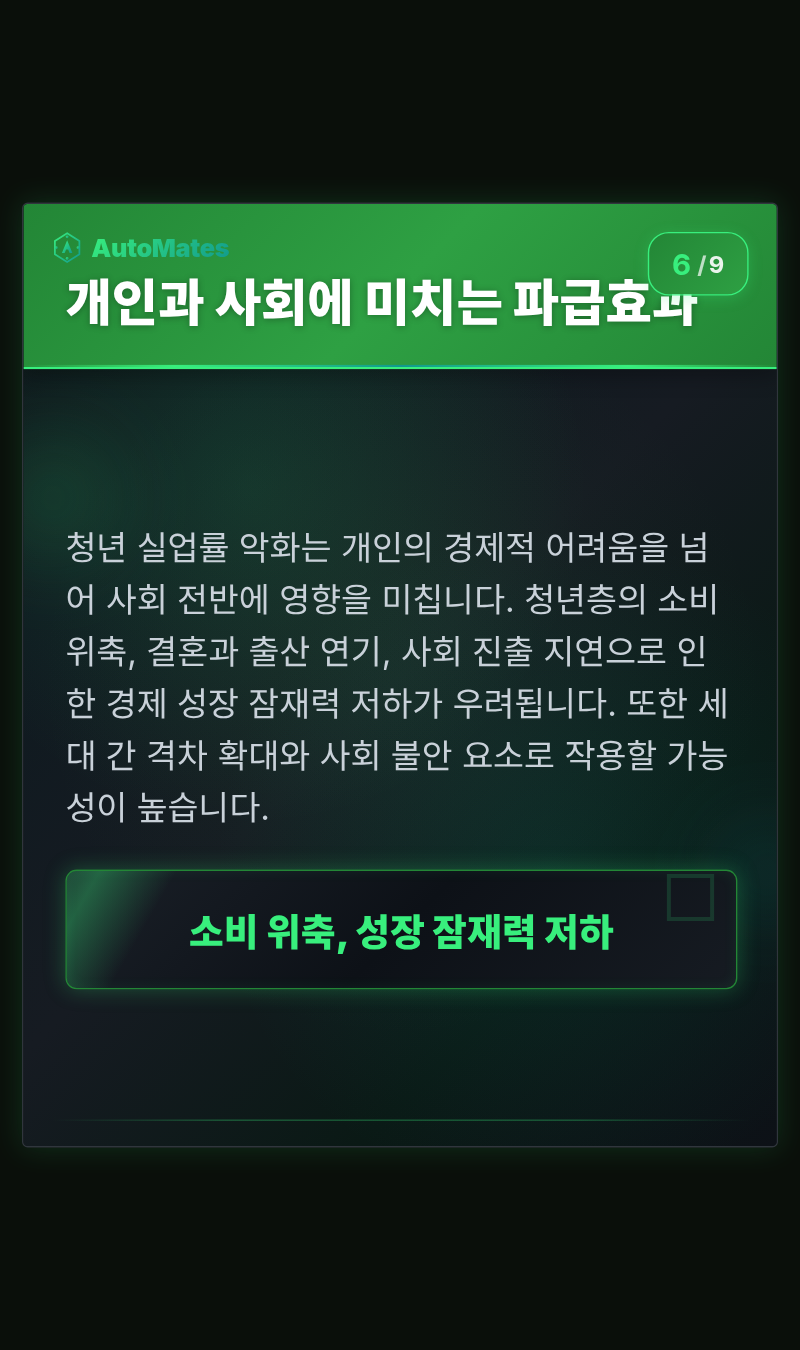 AutoMates
6 / 9
개인과 사회에 미치는 파급효과
청년 실업률 악화는 개인의 경제적 어려움을 넘
어 사회 전반에 영향을 미칩니다. 청년층의 소비
위축, 결혼과 출산 연기, 사회 진출 지연으로 인
한 경제 성장 잠재력 저하가 우려됩니다. 또한 세
대 간 격차 확대와 사회 불안 요소로 작용할 가능
성이 높습니다.
소비 위축, 성장 잠재력 저하